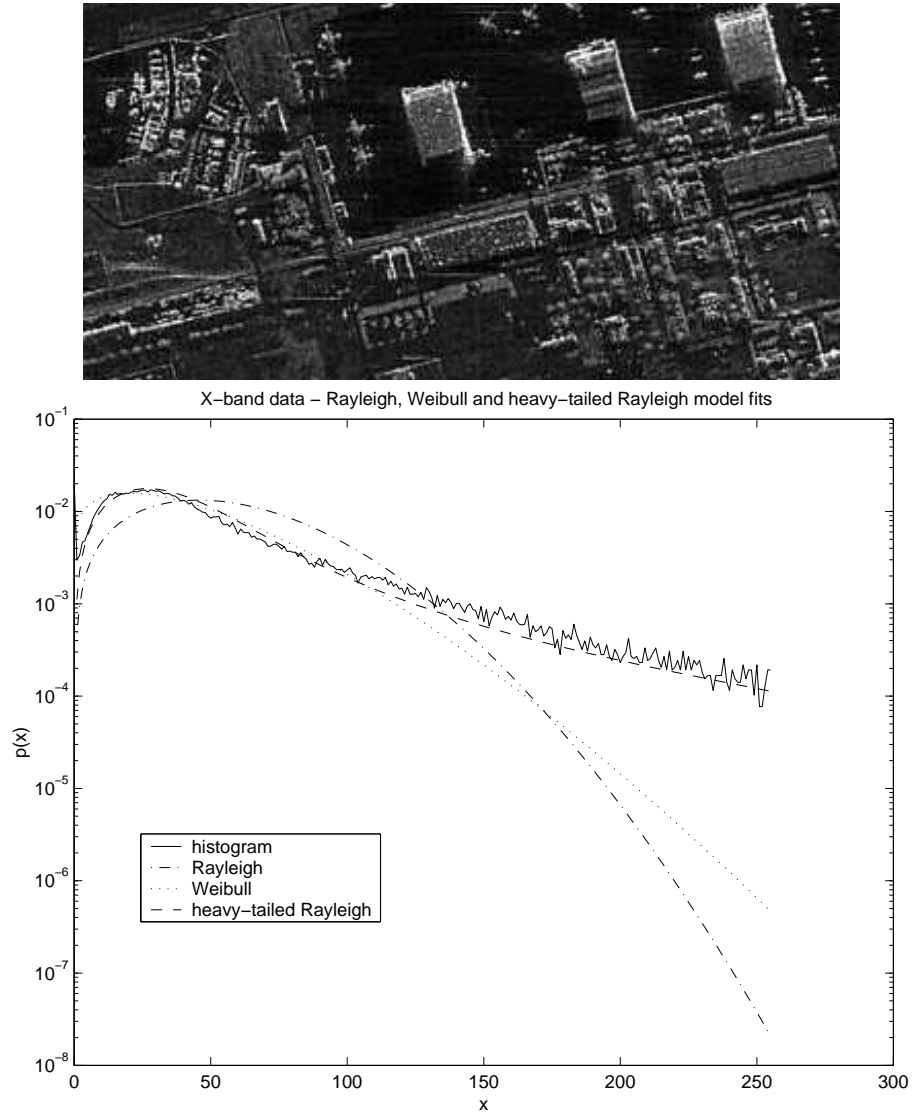 X-band data - Rayleigh, Weibull and heavy-tailed Rayleigh model fits
10^-1
10^-2
10^-3
10^-4
10^-5
10^-6
10^-7
10^-8
p(x)
histogram
Rayleigh
Weibull
heavy-tailed Rayleigh
0 50 100 150 200 250 300
x